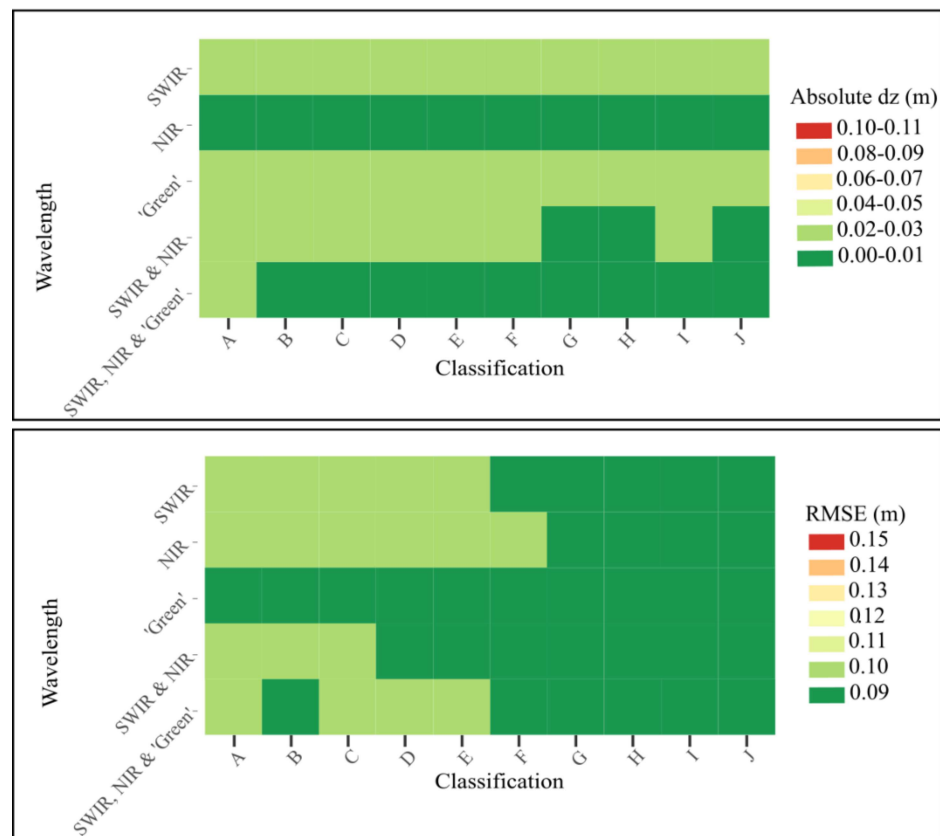 Absolute dz (m)
0.10-0.11
0.08-0.09
0.06-0.07
0.04-0.05
0.02-0.03
0.00-0.01
Wavelength
SWIR
NIR
'Green'
SWIR & NIR
SWIR, NIR & 'Green'
A B C D E F G H I J
Classification
RMSE (m)
0.15
0.14
0.13
0.12
0.11
0.10
0.09
Wavelength
SWIR
NIR
'Green'
SWIR & NIR
SWIR, NIR & 'Green'
A B C D E F G H I J
Classification